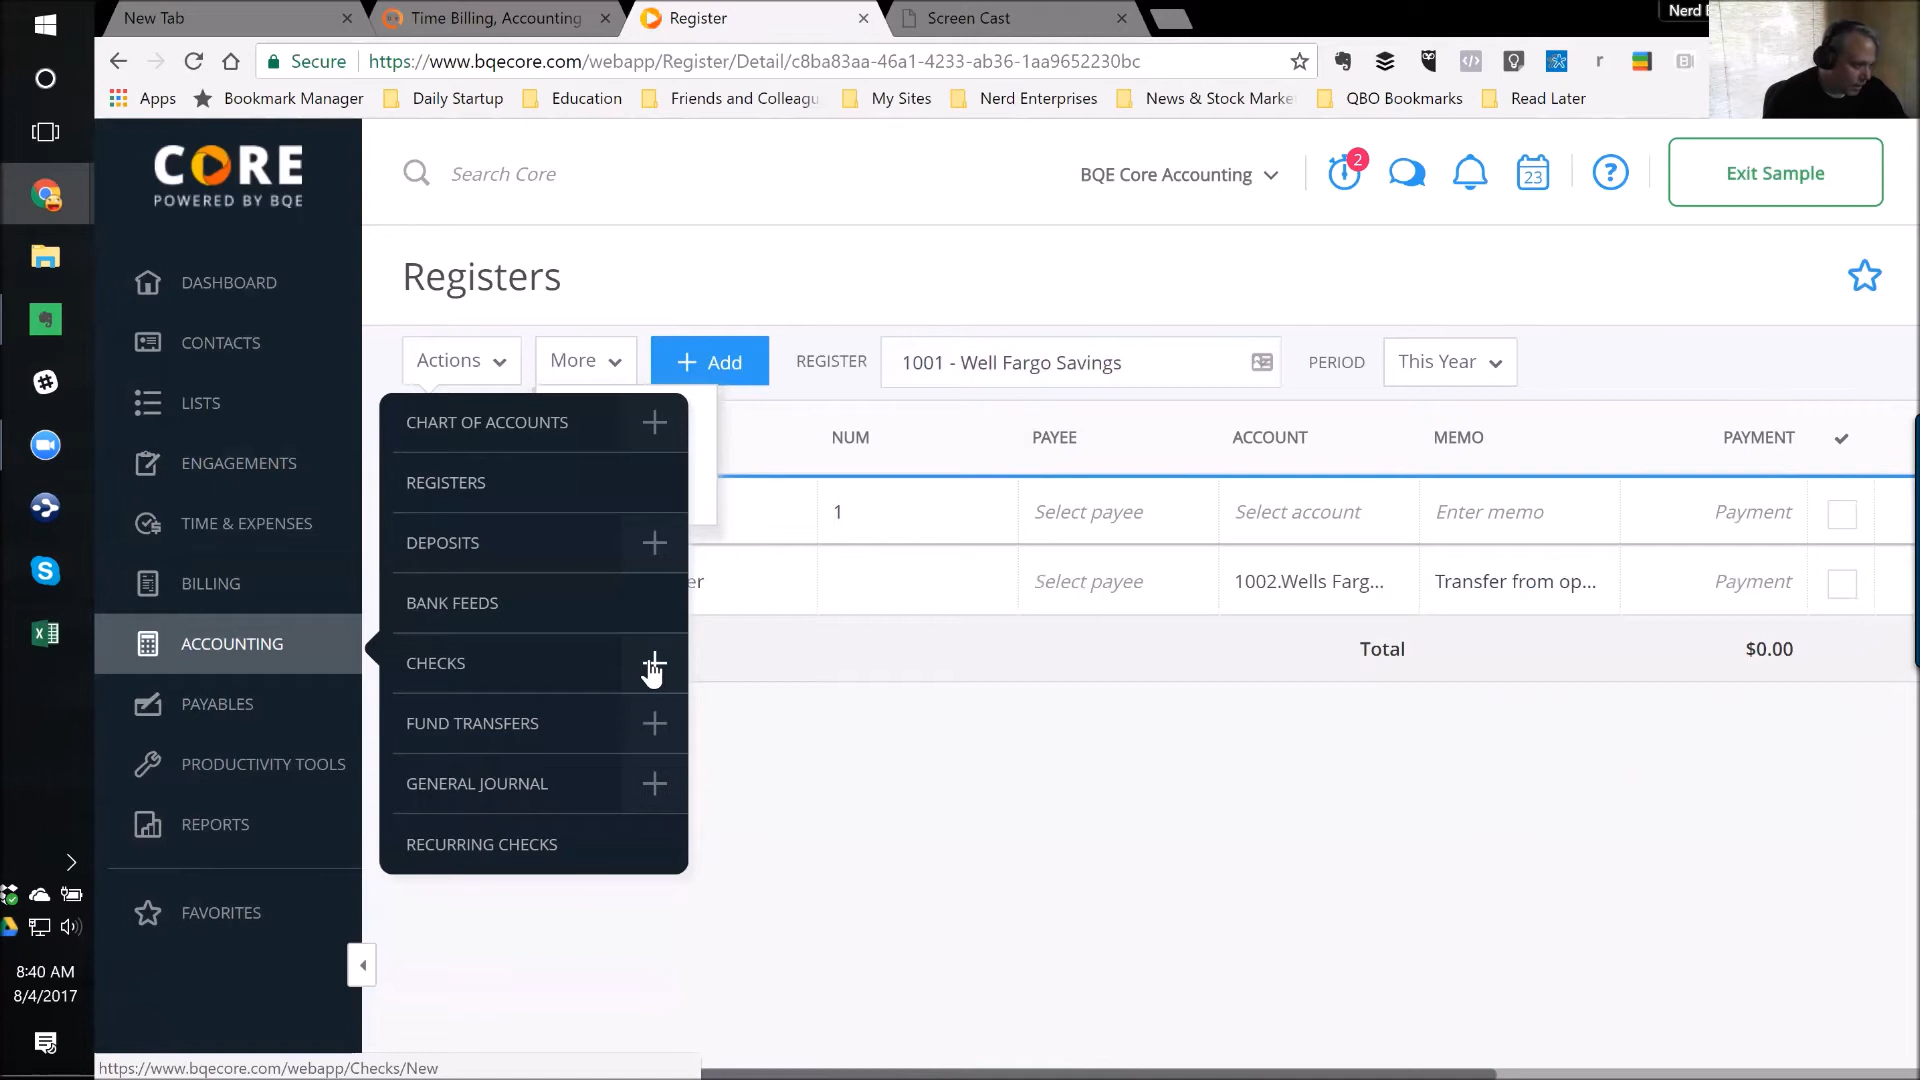 New Tab
Time Billing, Accounting
Register
Screen Cast
Nerd
Secure
https://www.bqecore.com/webapp/Register/Detail/c8ba83aa-46a1-4233-ab36-1aa9652230bc
Apps
Bookmark Manager
Daily Startup
Education
Friends and Colleagu
My Sites
Nerd Enterprises
News & Stock Marke
QBO Bookmarks
Read Later
CORE
POWERED BY BQE
Search Core
BQE Core Accounting
2
23
?
Exit Sample
Registers
DASHBOARD
CONTACTS
LISTS
ENGAGEMENTS
TIME & EXPENSES
BILLING
ACCOUNTING
PAYABLES
PRODUCTIVITY TOOLS
REPORTS
FAVORITES
Actions
More
+ Add
REGISTER
1001 - Well Fargo Savings
PERIOD
This Year
CHART OF ACCOUNTS
REGISTERS
DEPOSITS
BANK FEEDS
CHECKS
FUND TRANSFERS
GENERAL JOURNAL
RECURRING CHECKS
NUM PAYEE ACCOUNT MEMO PAYMENT
1 Select payee Select account Enter memo Payment
er Select payee 1002.Wells Farg... Transfer from op... Payment
Total $0.00
8:40 AM
8/4/2017
https://www.bqecore.com/webapp/Checks/New